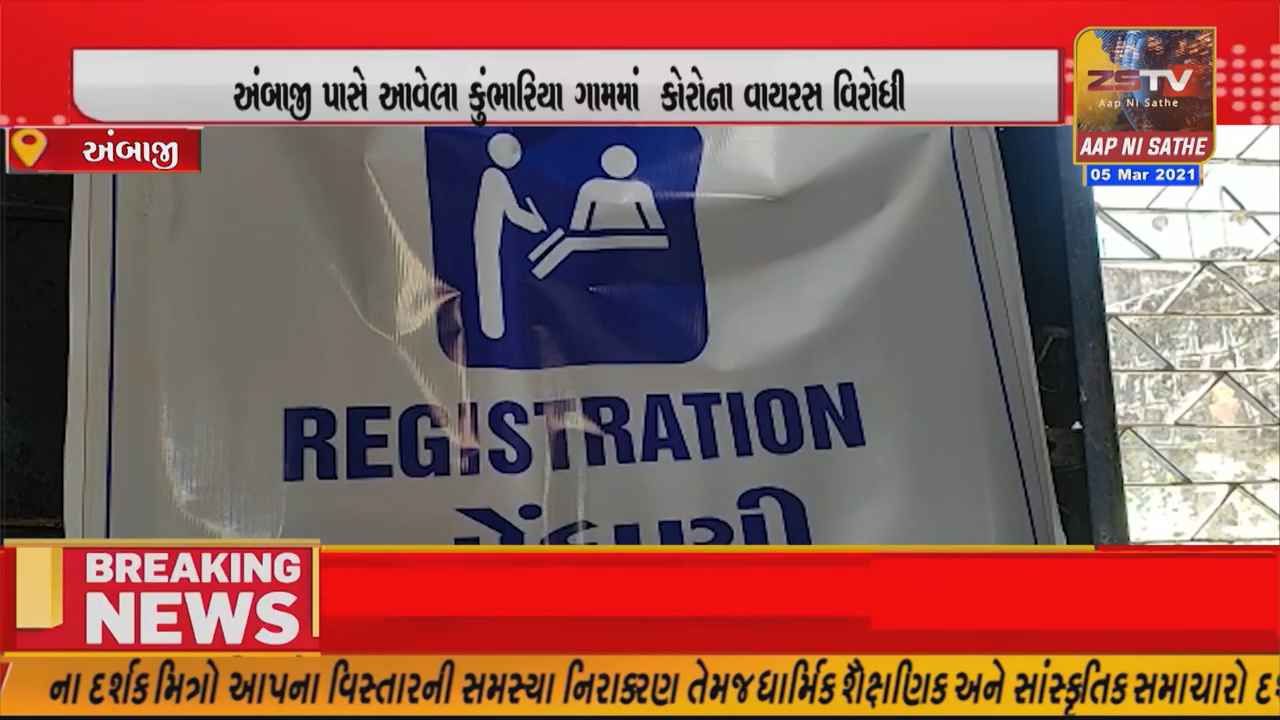 અંબાજી પાસે આવેલા કુંભારિયા ગામમાં કોરોના વાયરસ વિરોધી
ZSTV
Aap Ni Sathe
AAP NI SATHE
05 Mar 2021
અંબાજી
REGISTRATION
BREAKING
NEWS
ના દર્શક મિત્રો આપના વિસ્તારની સમસ્યા નિરાકરણ તેમજ ધાર્મિક શૈક્ષણિક અને સાંસ્કૃતિક સમાચારો